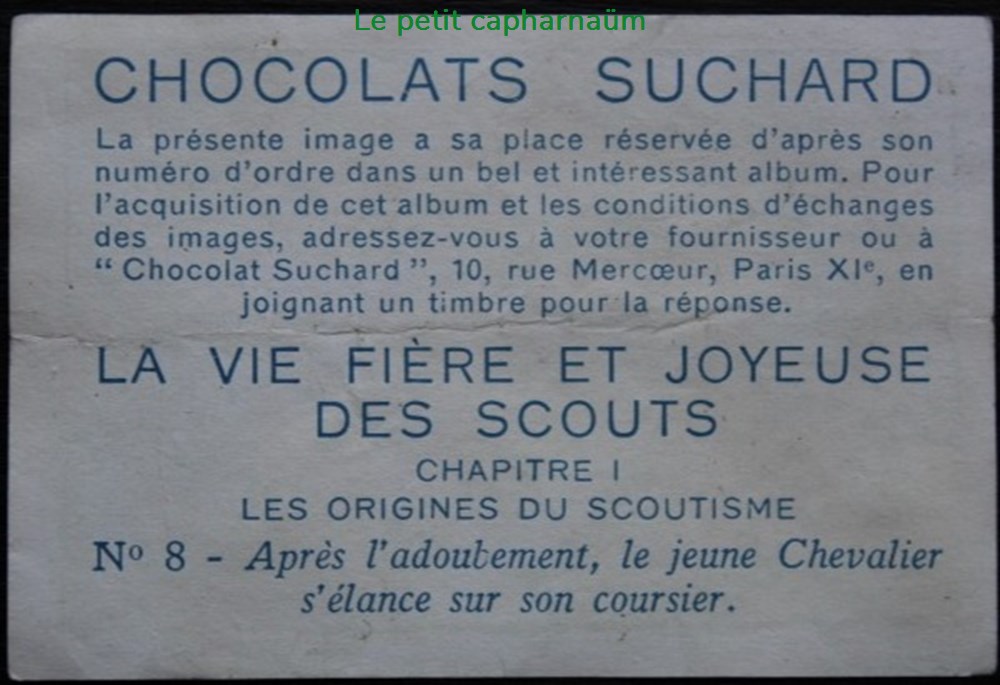 Le petit capharnaüm
CHOCOLATS SUCHARD
La présente image a sa place réservée d'après son
numéro d'ordre dans un bel et intéressant album. Pour
l'acquisition de cet album et les conditions d'échanges
des images, adressez-vous à votre fournisseur ou à
“ Chocolat Suchard ”, 10, rue Mercœur, Paris XIe, en
joignant un timbre pour la réponse.
LA VIE FIÈRE ET JOYEUSE
DES SCOUTS
CHAPITRE I
LES ORIGINES DU SCOUTISME
No 8 - Après l'adoubement, le jeune Chevalier
s'élance sur son coursier.